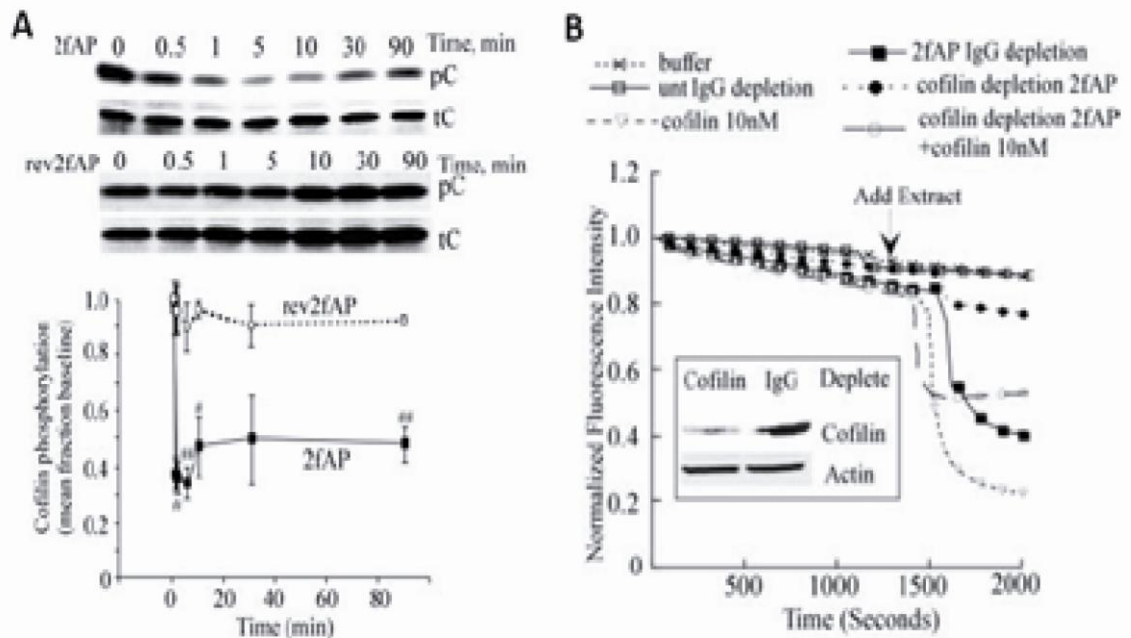 A
2fAP 0 0.5 1 5 10 30 90 Time, min
pC
tC
rev2fAP 0 0.5 1 5 10 30 90 Time, min
pC
tC
Cofilin phosphorylation
(mean fraction baseline)
1.0
0.8
0.6
0.4
0.2
0
rev2fAP
#
##
2fAP
##
0 20 40 60 80
Time (min)
B
buffer
unt IgG depletion
cofilin 10nM
2fAP IgG depletion
cofilin depletion 2fAP
cofilin depletion 2fAP
+cofilin 10nM
Normalized Fluorescence Intensity
1.2
1.0
0.8
0.6
0.4
0.2
0
Add Extract
Cofilin IgG Deplete
Cofilin
Actin
500 1000 1500 2000
Time (Seconds)